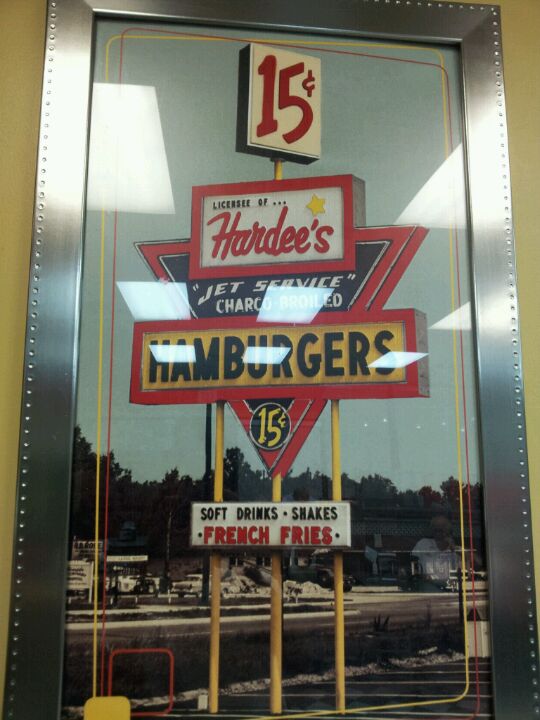 15¢
LICENSEE OF ...
Hardee's
"JET SERVICE"
CHARCO-BROILED
HAMBURGERS
15¢
SOFT DRINKS · SHAKES
· FRENCH FRIES ·